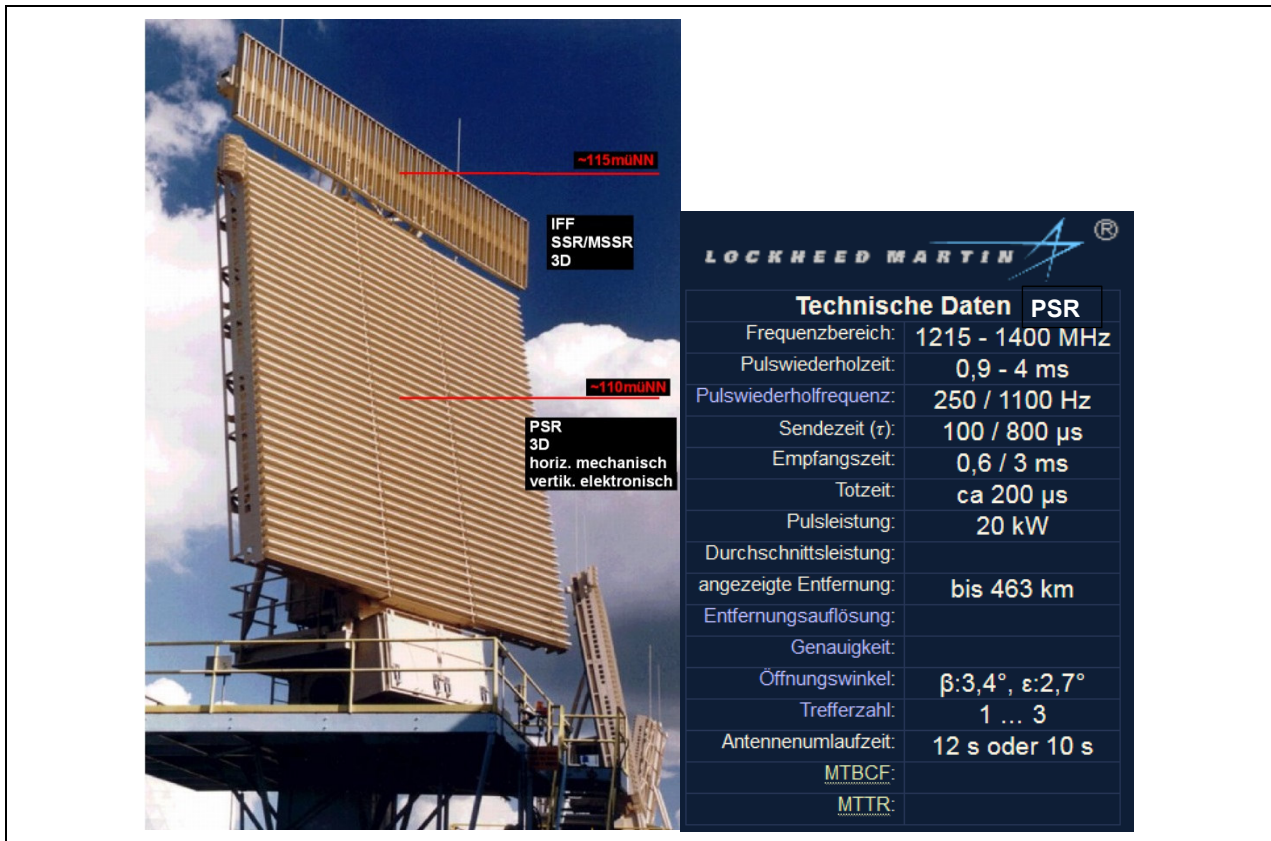 ~115müNN
IFF
SSR/MSSR
3D
~110müNN
PSR
3D
horiz. mechanisch
vertik. elektronisch
LOCKHEED MARTIN ®
Technische Daten PSR
Frequenzbereich: 1215 - 1400 MHz
Pulswiederholzeit: 0,9 - 4 ms
Pulswiederholfrequenz: 250 / 1100 Hz
Sendezeit (τ): 100 / 800 µs
Empfangszeit: 0,6 / 3 ms
Totzeit: ca 200 µs
Pulsleistung: 20 kW
Durchschnittsleistung:
angezeigte Entfernung: bis 463 km
Entfernungsauflösung:
Genauigkeit:
Öffnungswinkel: β:3,4°, ε:2,7°
Trefferzahl: 1 ... 3
Antennenumlaufzeit: 12 s oder 10 s
MTBCF:
MTTR: